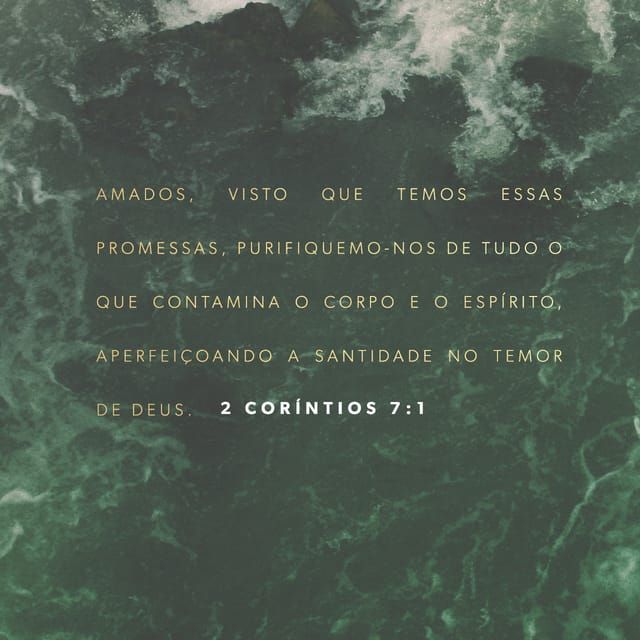 AMADOS, VISTO QUE TEMOS ESSAS
PROMESSAS, PURIFIQUEMO-NOS DE TUDO O
QUE CONTAMINA O CORPO E O ESPÍRITO,
APERFEIÇOANDO A SANTIDADE NO TEMOR
DE DEUS. 2 CORÍNTIOS 7:1